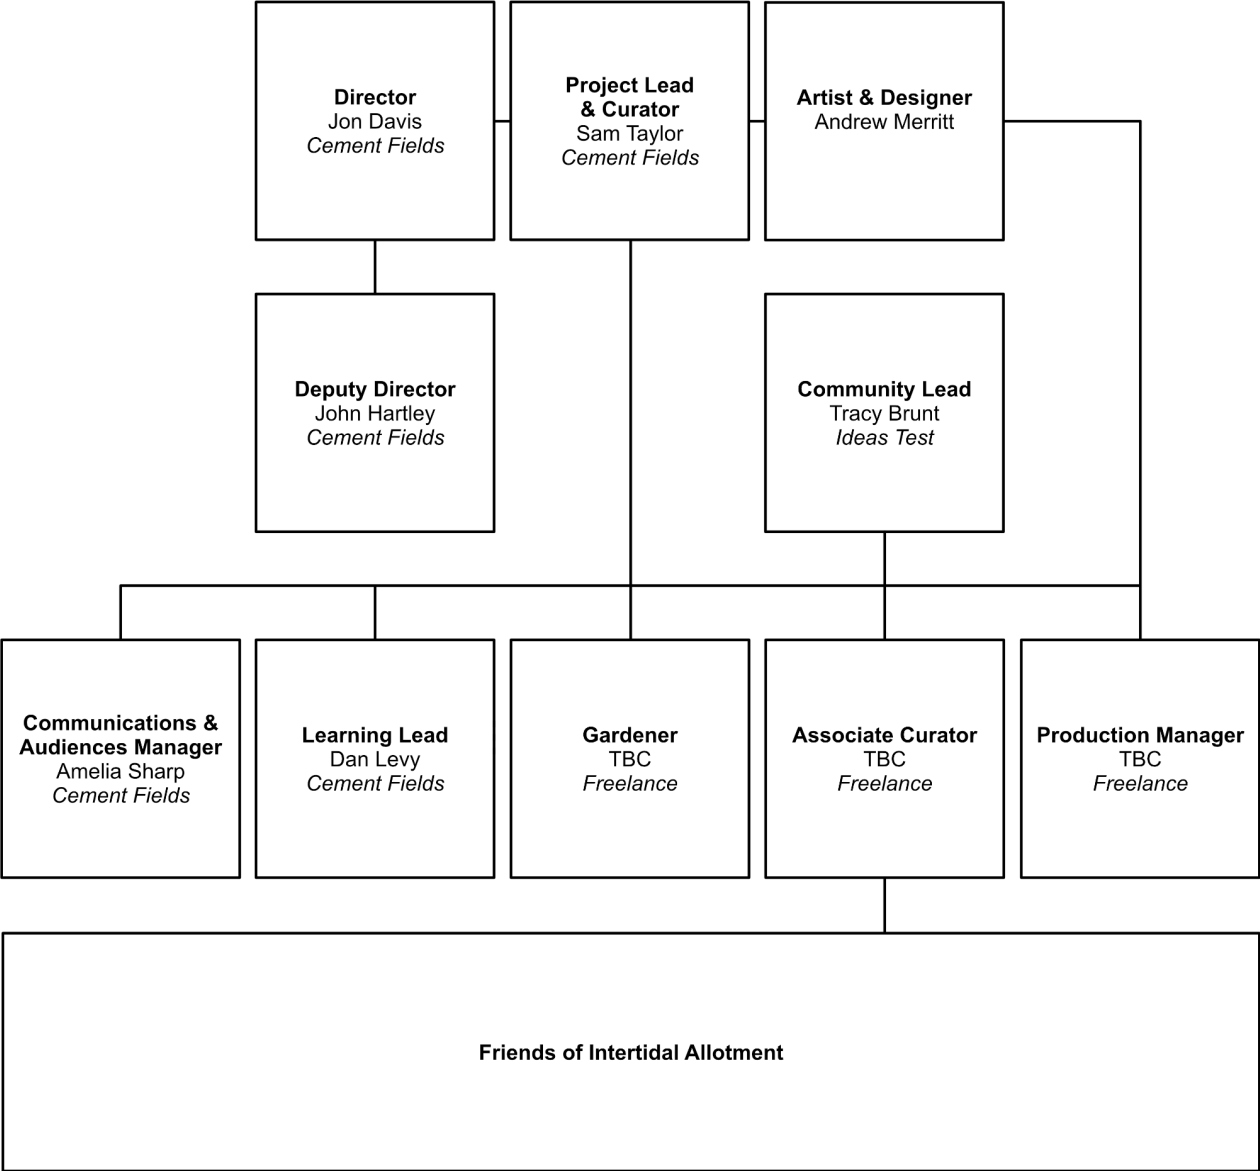 Director
Jon Davis
Cement Fields
Project Lead
& Curator
Sam Taylor
Cement Fields
Artist & Designer
Andrew Merritt
Deputy Director
John Hartley
Cement Fields
Community Lead
Tracy Brunt
Ideas Test
Communications &
Audiences Manager
Amelia Sharp
Cement Fields
Learning Lead
Dan Levy
Cement Fields
Gardener
TBC
Freelance
Associate Curator
TBC
Freelance
Production Manager
TBC
Freelance
Friends of Intertidal Allotment